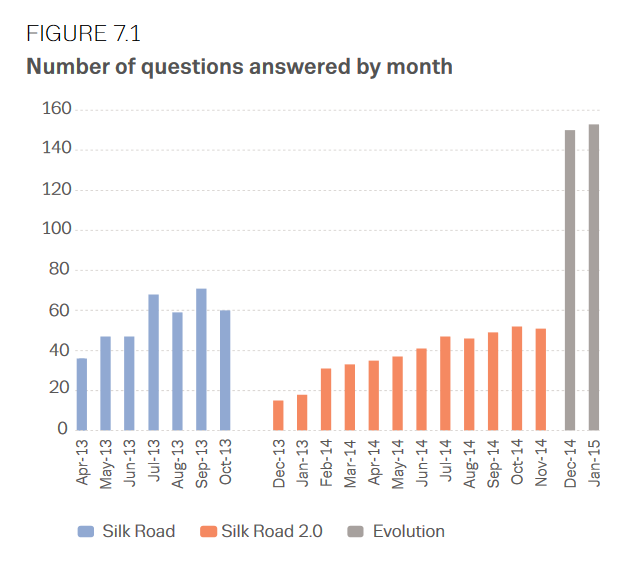 FIGURE 7.1
Number of questions answered by month
160
140
120
100
80
60
40
20
0
Apr-13
May-13
Jun-13
Jul-13
Aug-13
Sep-13
Oct-13
Dec-13
Jan-13
Feb-14
Mar-14
Apr-14
May-14
Jun-14
Jul-14
Aug-14
Sep-14
Oct-14
Nov-14
Dec-14
Jan-15
Silk Road Silk Road 2.0 Evolution